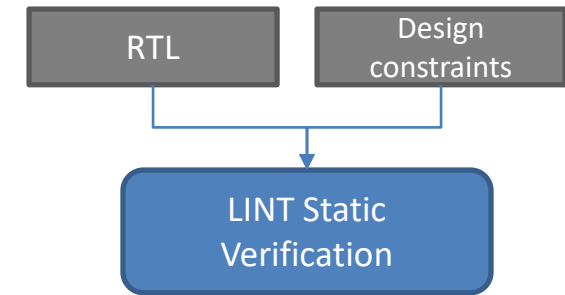 RTL
Design
constraints
LINT Static
Verification